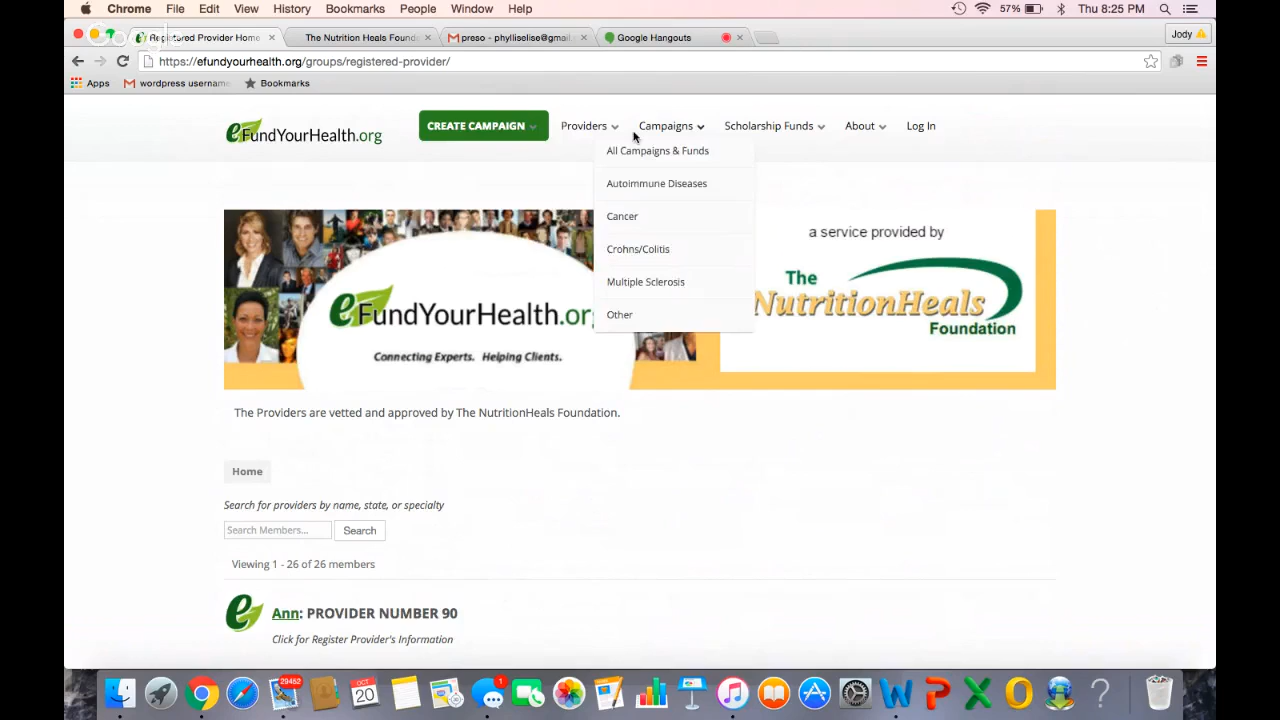 Chrome File Edit View History Bookmarks People Window Help 57% Thu 8:25 PM
Registered Provider Home The Nutrition Heals Found preso - phylliselise@gmail. Google Hangouts Jody
https://efundyourhealth.org/groups/registered-provider/
Apps wordpress username Bookmarks
eFundYourHealth.org CREATE CAMPAIGN Providers Campaigns Scholarship Funds About Log In
All Campaigns & Funds
Autoimmune Diseases
Cancer
Crohns/Colitis
Multiple Sclerosis
Other
eFundYourHealth.or
Connecting Experts. Helping Clients.
a service provided by
The
NutritionHeals
Foundation
The Providers are vetted and approved by The NutritionHeals Foundation.
Home
Search for providers by name, state, or specialty
Search Members... Search
Viewing 1 - 26 of 26 members
Ann: PROVIDER NUMBER 90
Click for Register Provider's Information
29452
OCT
20
1